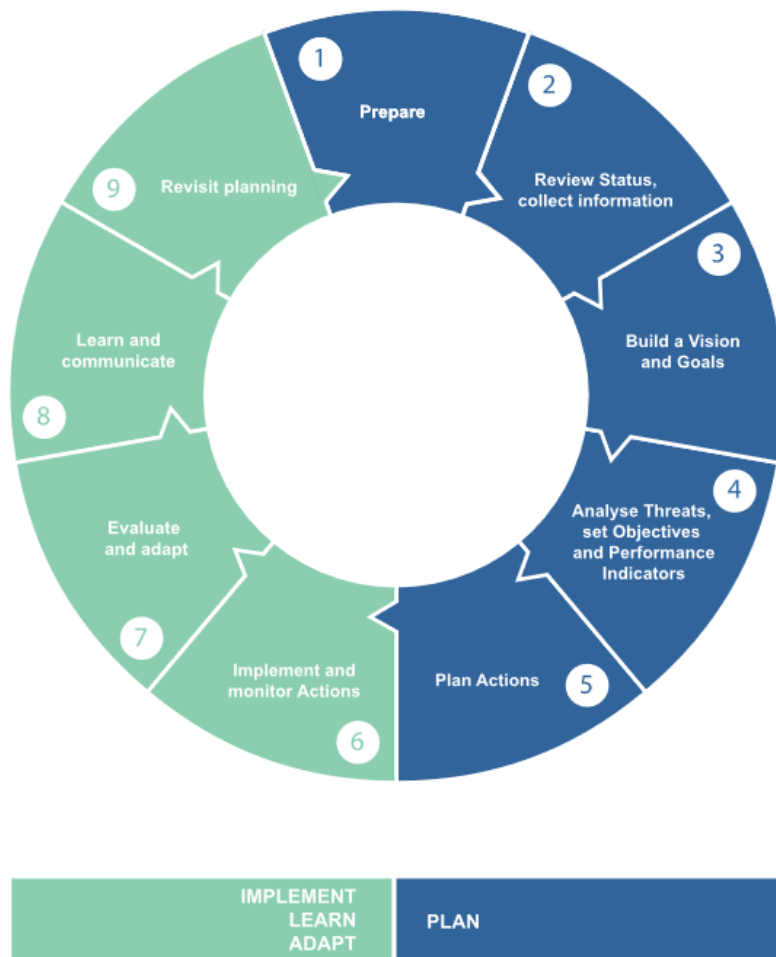 1
Prepare
2
Review Status,
collect information
3
Build a Vision
and Goals
4
Analyse Threats,
set Objectives
and Performance
Indicators
5
Plan Actions
6
Implement and
monitor Actions
7
Evaluate
and adapt
8
Learn and
communicate
9
Revisit planning
IMPLEMENT
LEARN
ADAPT
PLAN